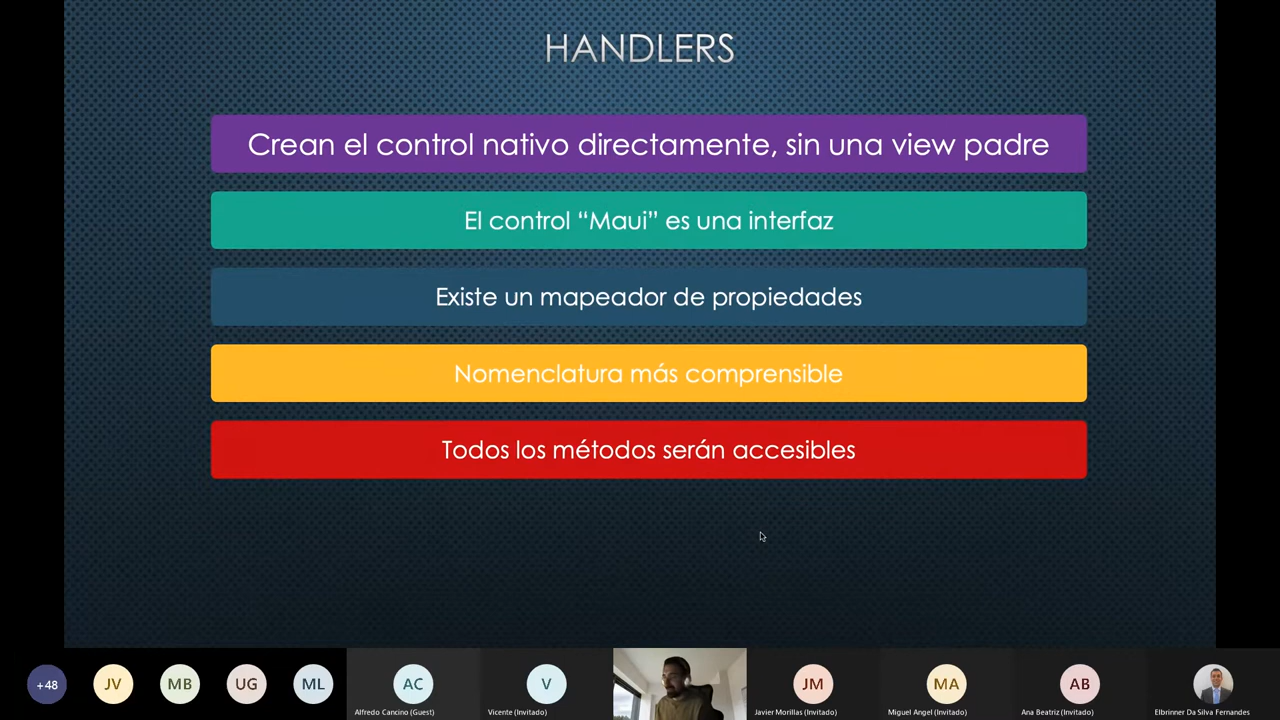 HANDLERS
Crean el control nativo directamente, sin una view padre
El control “Maui” es una interfaz
Existe un mapeador de propiedades
Nomenclatura más comprensible
Todos los métodos serán accesibles
+48
JV
MB
UG
ML
AC
V
JM
MA
AB
Alfredo Cancino (Guest)
Vicente (Invitado)
Javier Morillas (Invitado)
Miguel Angel (Invitado)
Ana Beatriz (Invitado)
Elbrinner Da Silva Fernandes